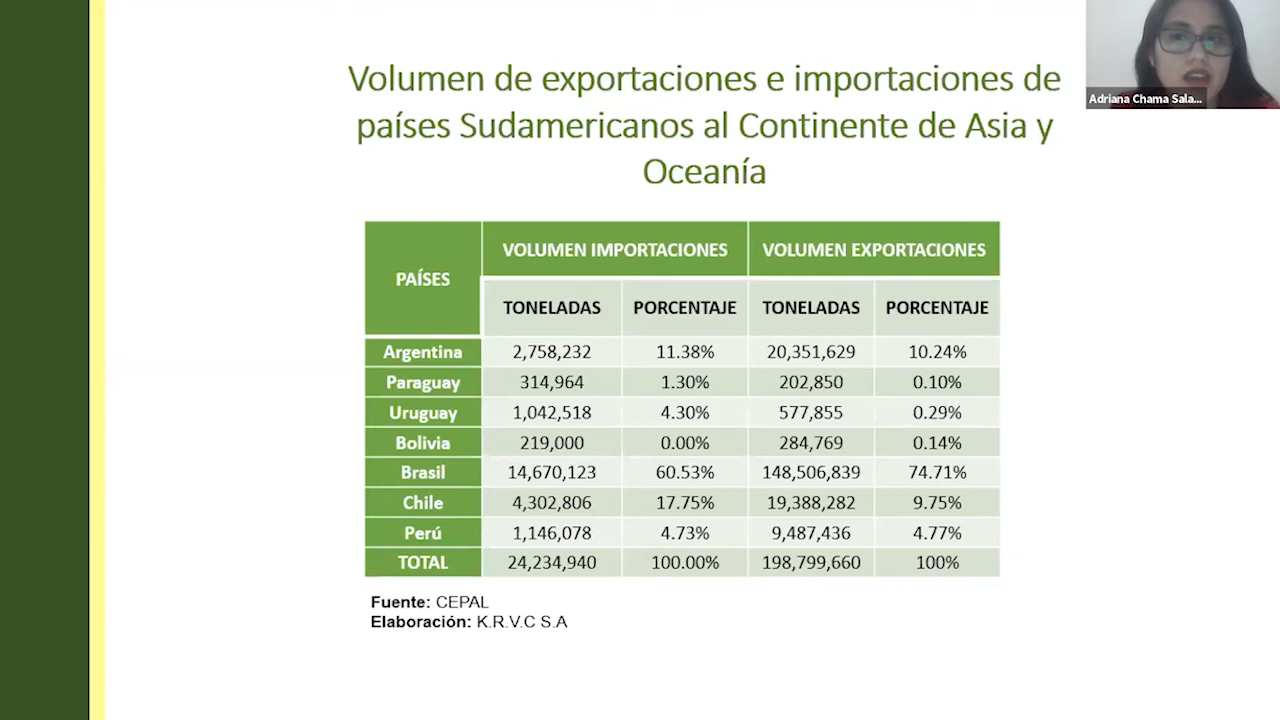 Volumen de exportaciones e importaciones de
países Sudamericanos al Continente de Asia y
Oceanía
Adriana Chama Sala...
PAÍSES VOLUMEN IMPORTACIONES VOLUMEN EXPORTACIONES
TONELADAS PORCENTAJE TONELADAS PORCENTAJE
Argentina 2,758,232 11.38% 20,351,629 10.24%
Paraguay 314,964 1.30% 202,850 0.10%
Uruguay 1,042,518 4.30% 577,855 0.29%
Bolivia 219,000 0.00% 284,769 0.14%
Brasil 14,670,123 60.53% 148,506,839 74.71%
Chile 4,302,806 17.75% 19,388,282 9.75%
Perú 1,146,078 4.73% 9,487,436 4.77%
TOTAL 24,234,940 100.00% 198,799,660 100%
Fuente: CEPAL
Elaboración: K.R.V.C S.A